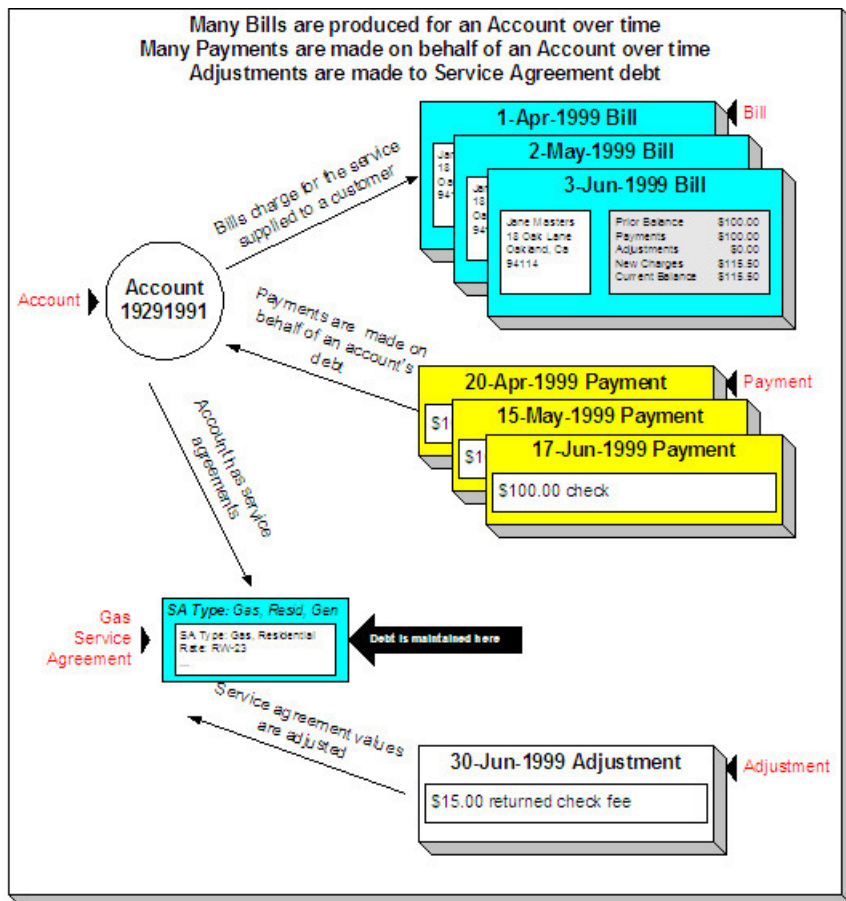 Many Bills are produced for an Account over time
Many Payments are made on behalf of an Account over time
Adjustments are made to Service Agreement debt
1-Apr-1999 Bill
Bill
2-May-1999 Bill
3-Jun-1999 Bill
Jane Masters
18 Oak Lane
Oakland, Ca
94114
Prior Balance $100.00
Payments $100.00
Adjustments $0.00
New Charges $115.50
Current Balance $115.50
Bills charge for the service
supplied to a customer
Account
Account
19291991
Payments are made on
behalf of an account's
debt
20-Apr-1999 Payment
Payment
15-May-1999 Payment
17-Jun-1999 Payment
$100.00 check
Account has service
agreements
Gas
Service
Agreement
SA Type: Gas, Resid, Gen
SA Type: Gas, Residential
Rate: RW-23
...
Debt is maintained here
Service agreement values
are adjusted
30-Jun-1999 Adjustment
Adjustment
$15.00 returned check fee